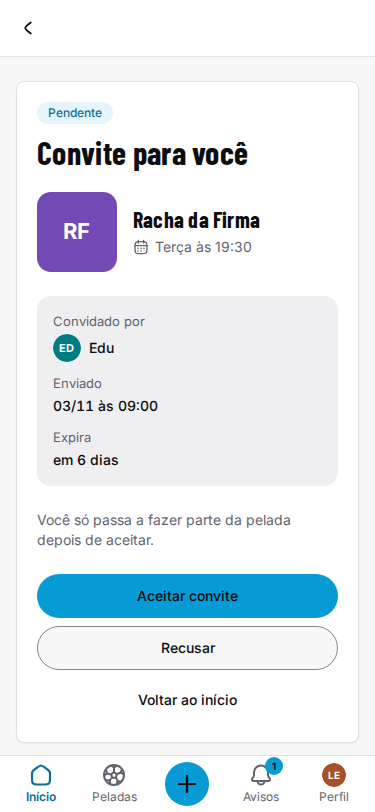 Pendente
Convite para você
RF
Racha da Firma
Terça às 19:30
Convidado por
ED
Edu
Enviado
03/11 às 09:00
Expira
em 6 dias
Você só passa a fazer parte da pelada
depois de aceitar.
Aceitar convite
Recusar
Voltar ao início
1
LE
Início
Peladas
Avisos
Perfil